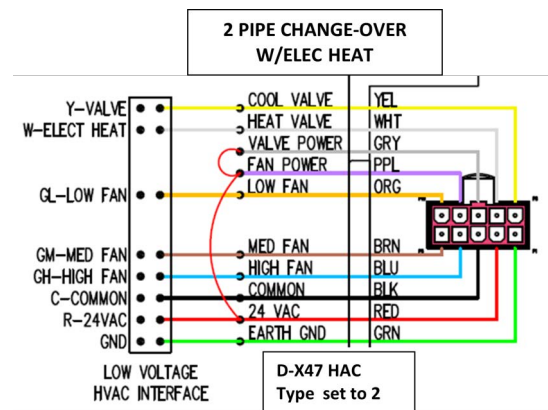 2 PIPE CHANGE-OVER
W/ELEC HEAT
Y-VALVE COOL VALVE YEL
W-ELECT HEAT HEAT VALVE WHT
VALVE POWER GRY
FAN POWER PPL
GL-LOW FAN LOW FAN ORG
GM-MED FAN MED FAN BRN
GH-HIGH FAN HIGH FAN BLU
C-COMMON COMMON BLK
R-24VAC 24 VAC RED
GND EARTH GND GRN
LOW VOLTAGE
HVAC INTERFACE
D-X47 HAC
Type set to 2